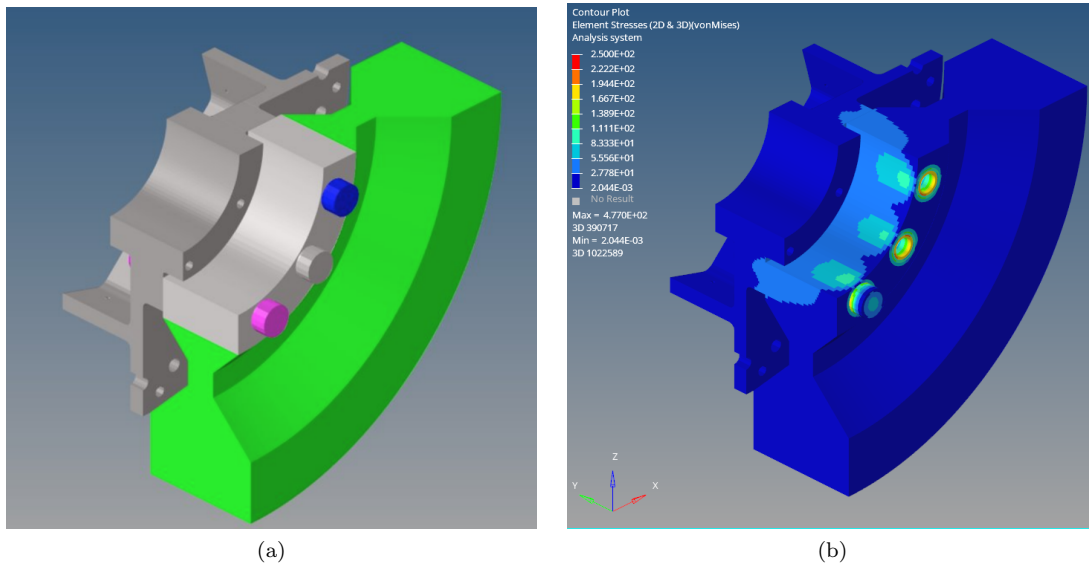 Contour Plot
Element Stresses (2D & 3D)(vonMises)
Analysis system
2.500E+02
2.222E+02
1.944E+02
1.667E+02
1.389E+02
1.111E+02
8.333E+01
5.556E+01
2.778E+01
2.044E-03
No Result
Max = 4.770E+02
3D 390717
Min = 2.044E-03
3D 1022589
Z
Y
X
(a)
(b)